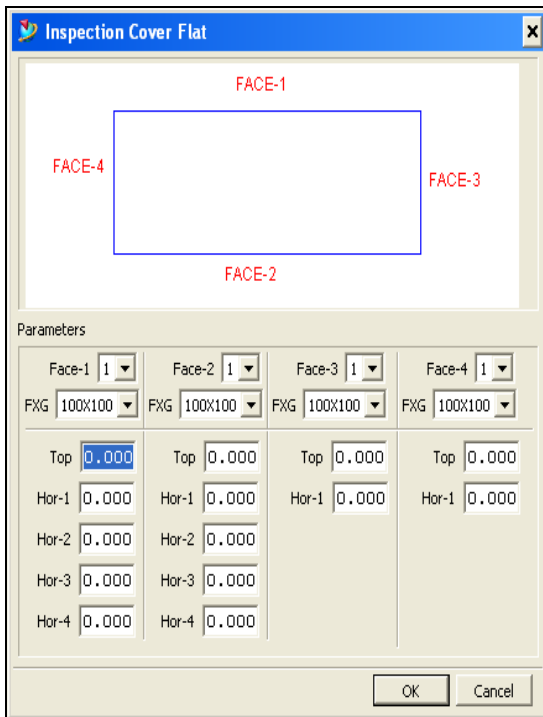 Inspection Cover Flat
FACE-1
FACE-4
FACE-3
FACE-2
Parameters
Face-1 1 Face-2 1 Face-3 1 Face-4 1
FXG 100X100 FXG 100X100 FXG 100X100 FXG 100X100
Top 0.000 Top 0.000 Top 0.000 Top 0.000
Hor-1 0.000 Hor-1 0.000 Hor-1 0.000 Hor-1 0.000
Hor-2 0.000 Hor-2 0.000
Hor-3 0.000 Hor-3 0.000
Hor-4 0.000 Hor-4 0.000
OK Cancel